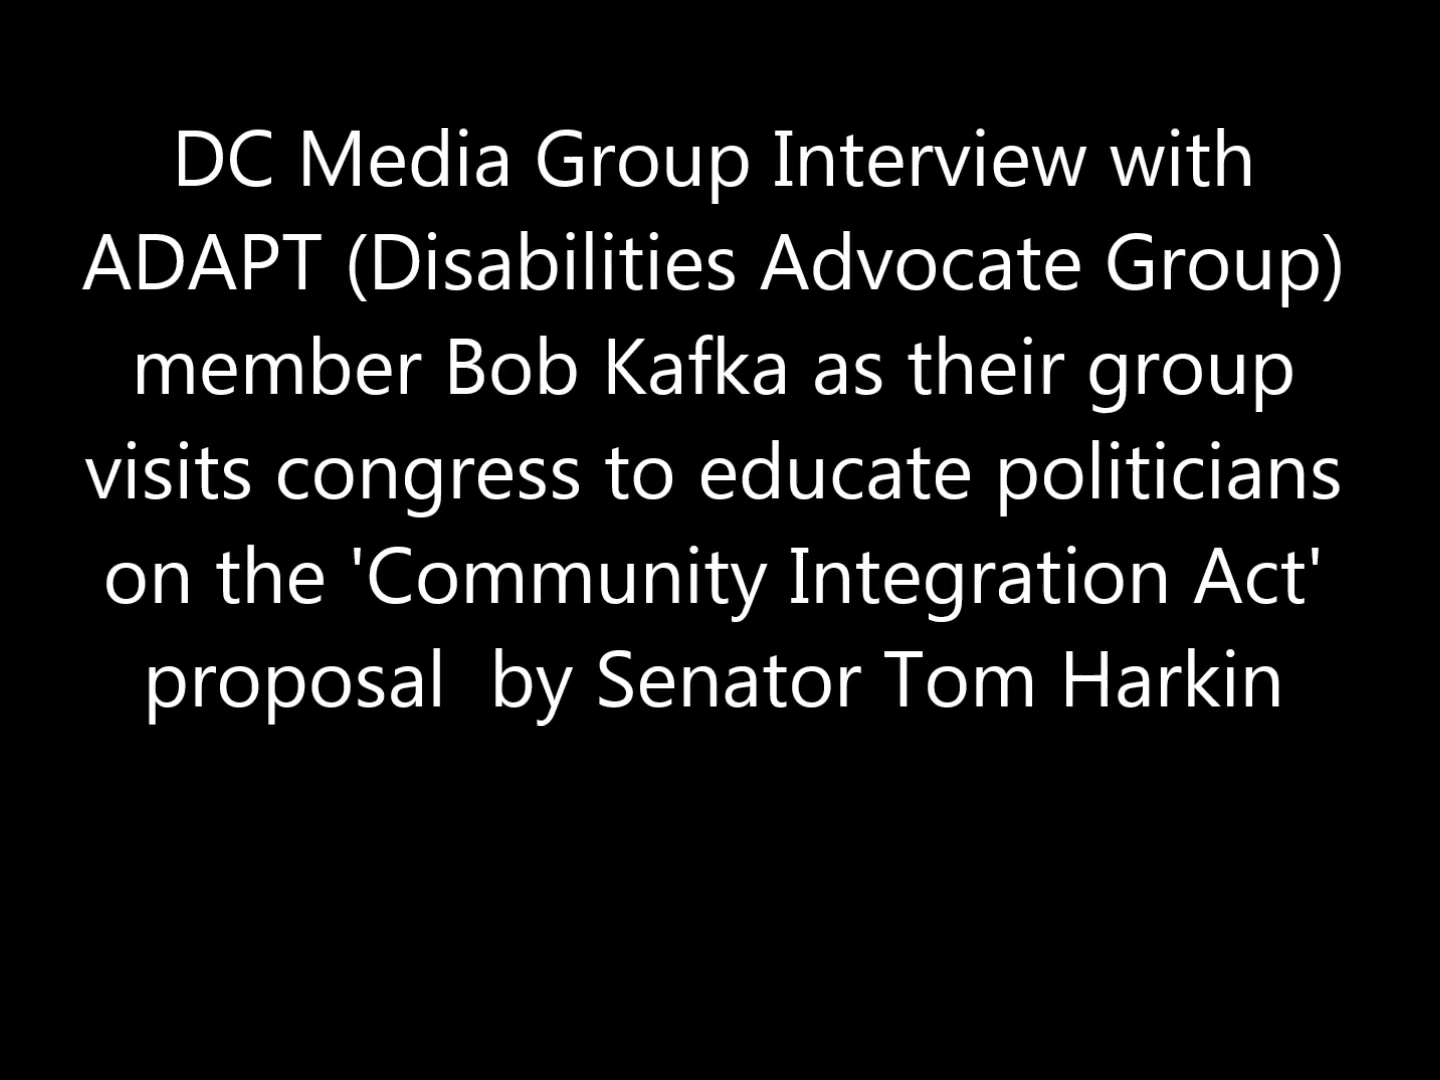 DC Media Group Interview with
ADAPT (Disabilities Advocate Group)
member Bob Kafka as their group
visits congress to educate politicians
on the 'Community Integration Act'
proposal  by Senator Tom Harkin